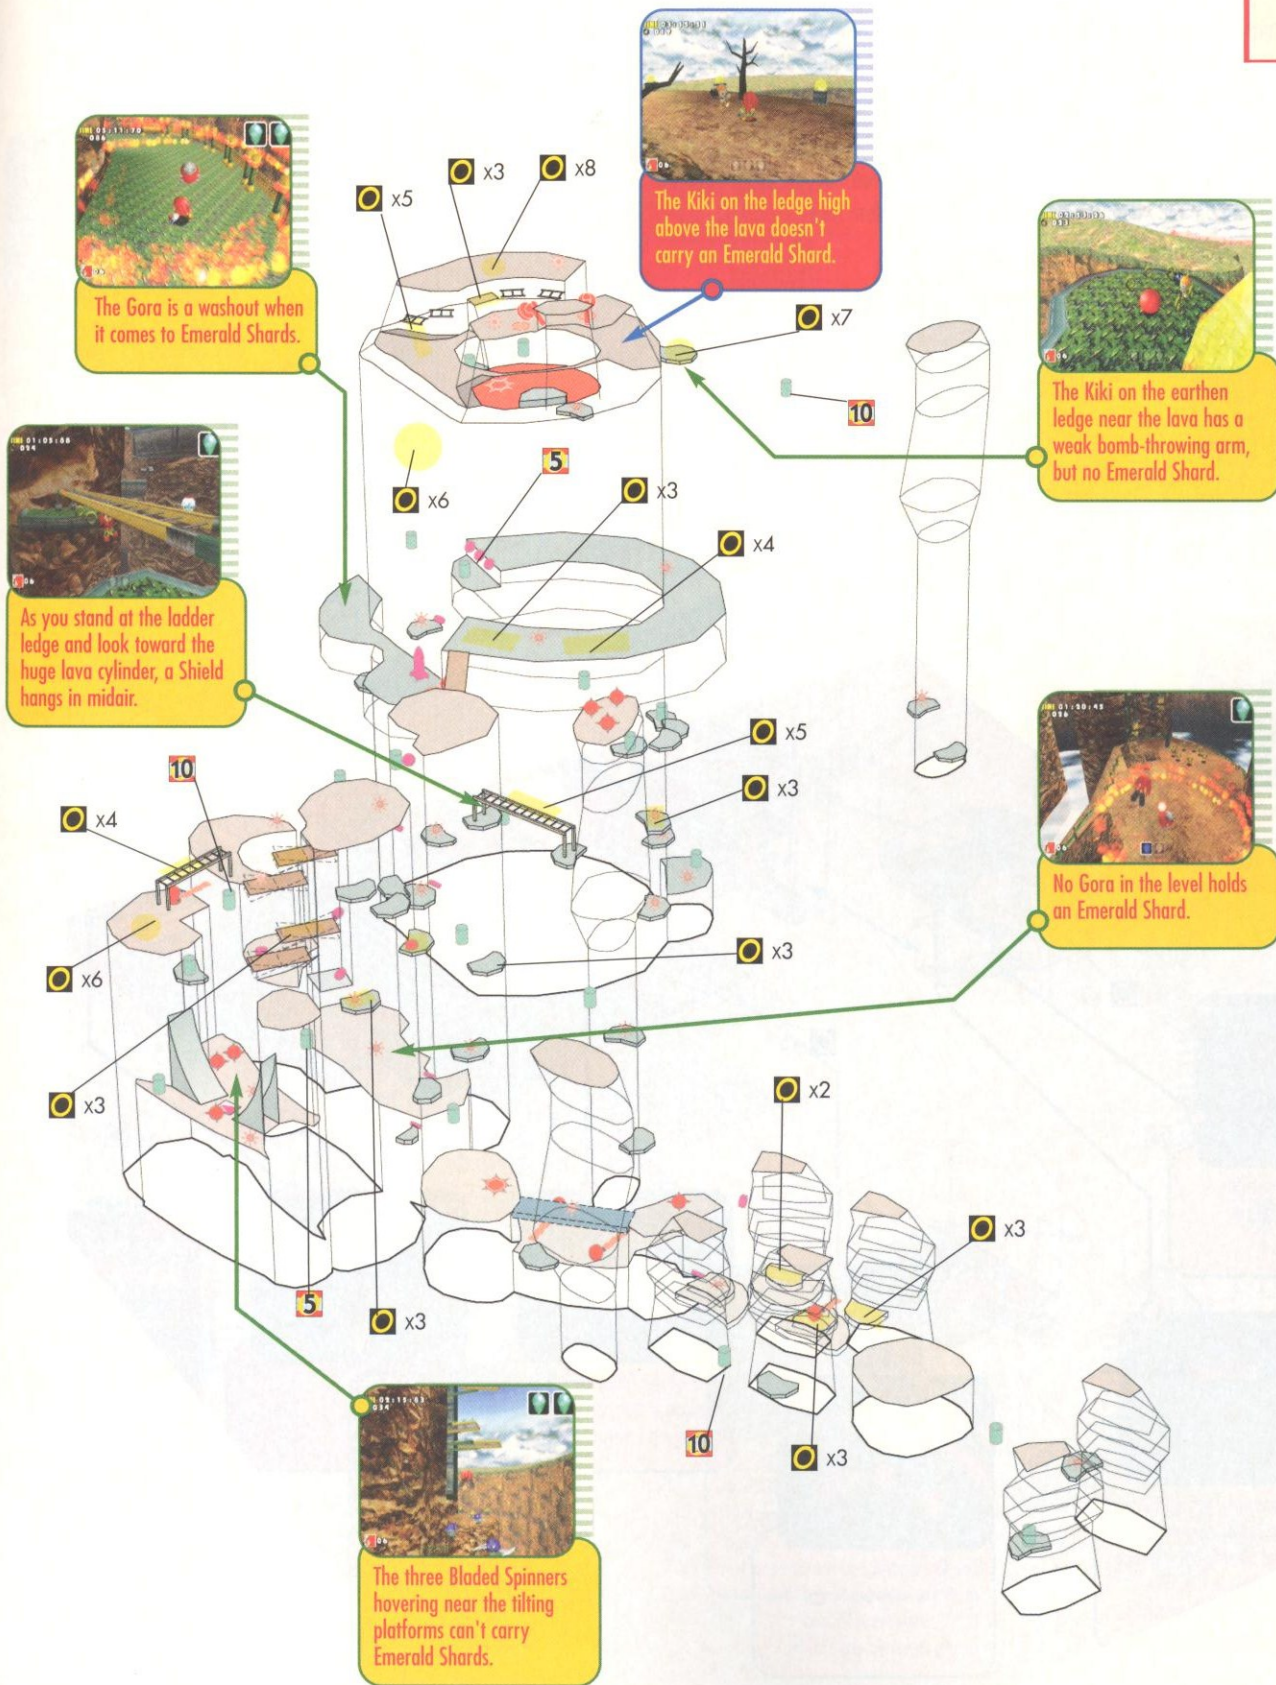 The Kiki on the ledge high
above the lava doesn't
carry an Emerald Shard.
The Gora is a washout when
it comes to Emerald Shards.
x5
x3
x8
x7
10
The Kiki on the earthen
ledge near the lava has a
weak bomb-throwing arm,
but no Emerald Shard.
5
x6
x3
x4
As you stand at the ladder
ledge and look toward the
huge lava cylinder, a Shield
hangs in midair.
x5
10
x3
x4
No Gora in the level holds
an Emerald Shard.
x3
x6
x3
x2
x3
5
x3
10
x3
The three Bladed Spinners
hovering near the tilting
platforms can't carry
Emerald Shards.